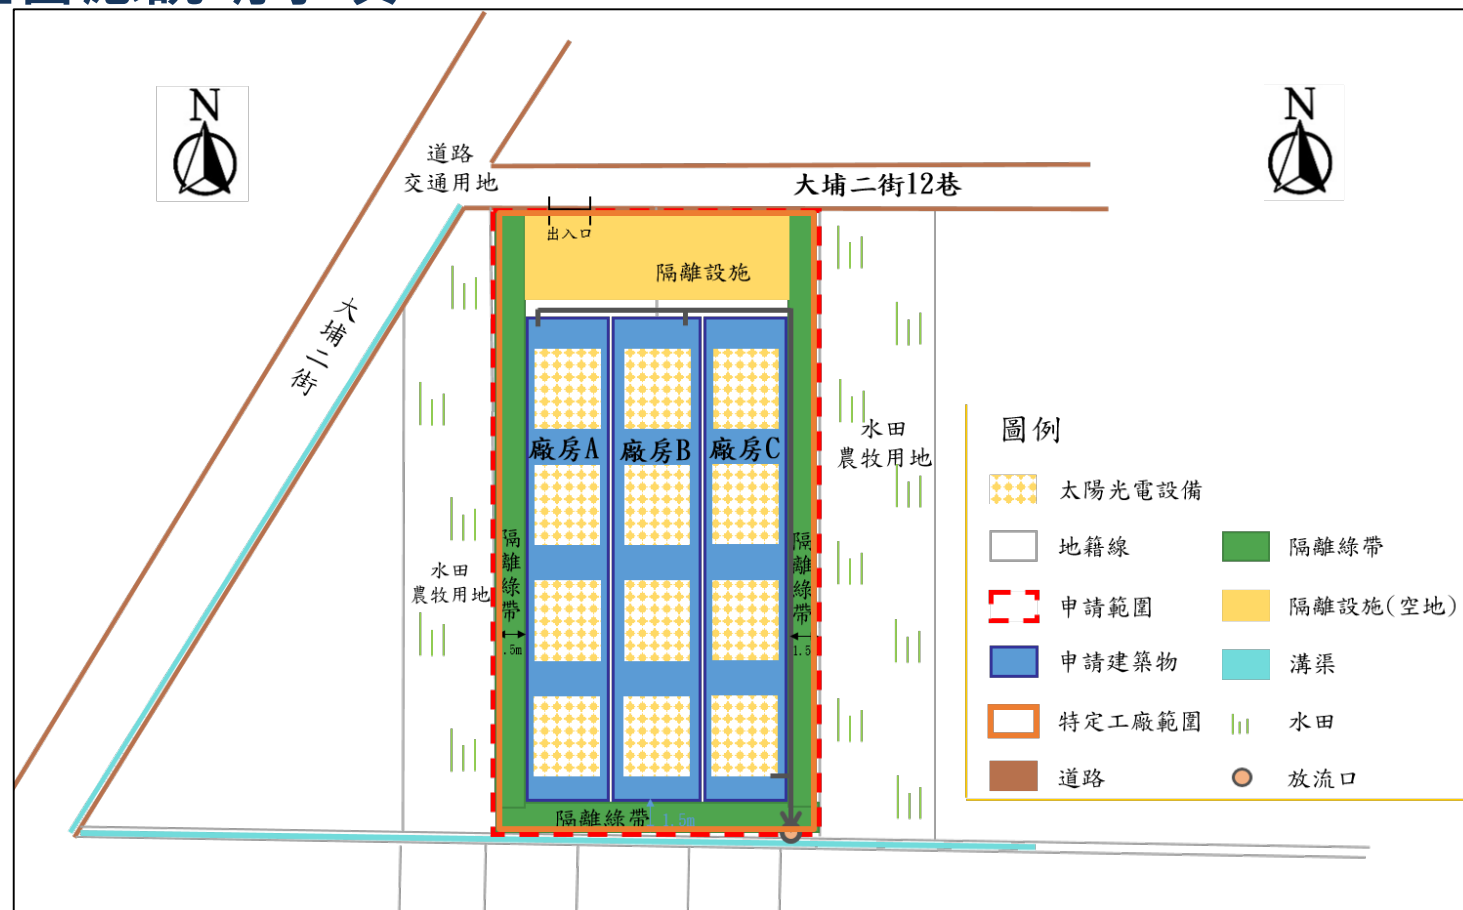 N
N
道路
交通用地
大埔二街12巷
出入口
隔離設施
大埔二街
廠房A
廠房B
廠房C
水田
農牧用地
水田
農牧用地
隔離綠帶
隔離綠帶
.5m
1.5
隔離綠帶
1.5m
圖例
太陽光電設備
地籍線
隔離綠帶
申請範圍
隔離設施(空地)
申請建築物
溝渠
特定工廠範圍
水田
道路
放流口